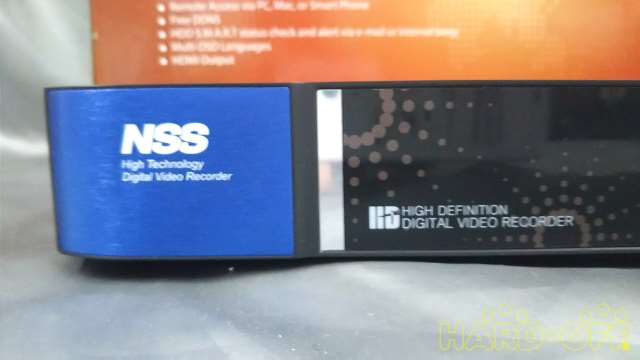 Remote Access via PC, Mac, or Smart Phone
Free DDNS
HDD S.M.A.R.T status check and alert via e-mail or internal beep
Multi OSD Languages
HDMI Output
NSS
High Technology
Digital Video Recorder
HD HIGH DEFINITION
DIGITAL VIDEO RECORDER
HARD-OFF